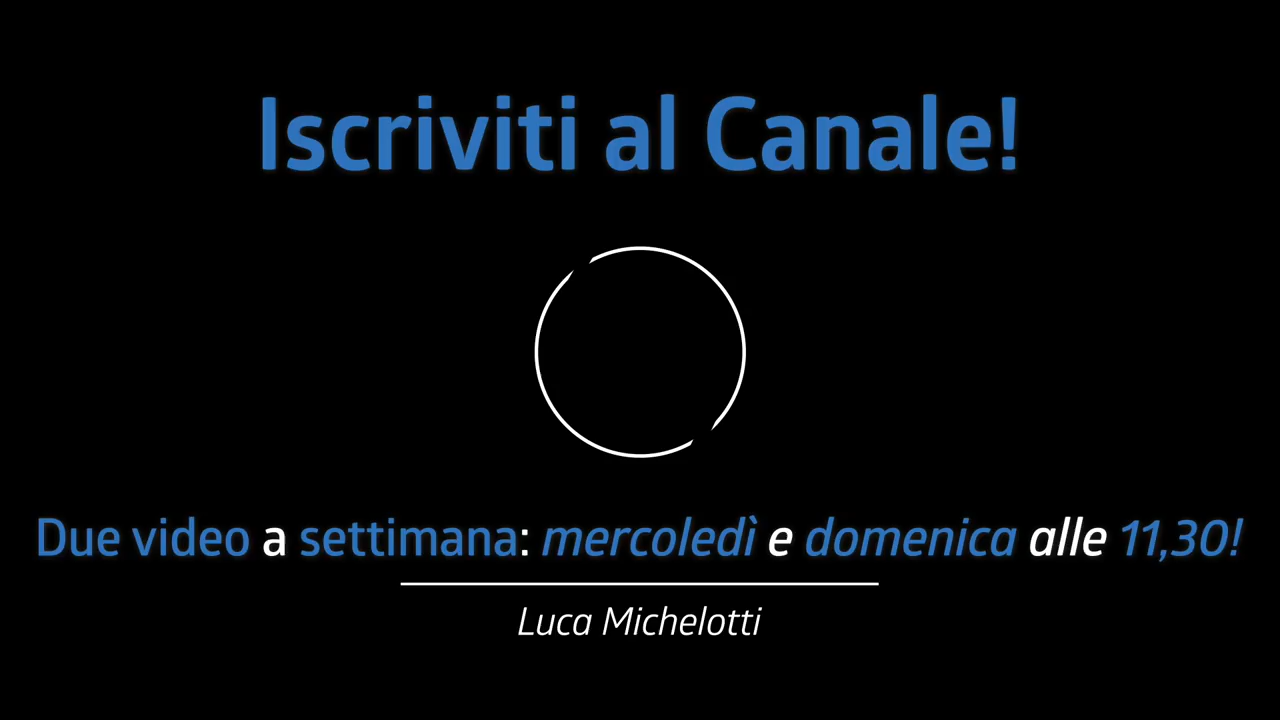 Iscriviti al Canale!
Due video a settimana: mercoledì e domenica alle 11,30!
Luca Michelotti